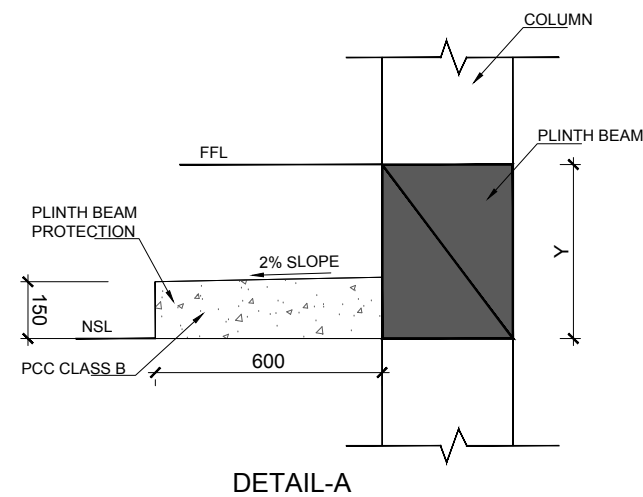 COLUMN
PLINTH BEAM
FFL
PLINTH BEAM
PROTECTION
2% SLOPE
Y
150
NSL
600
PCC CLASS B
DETAIL-A